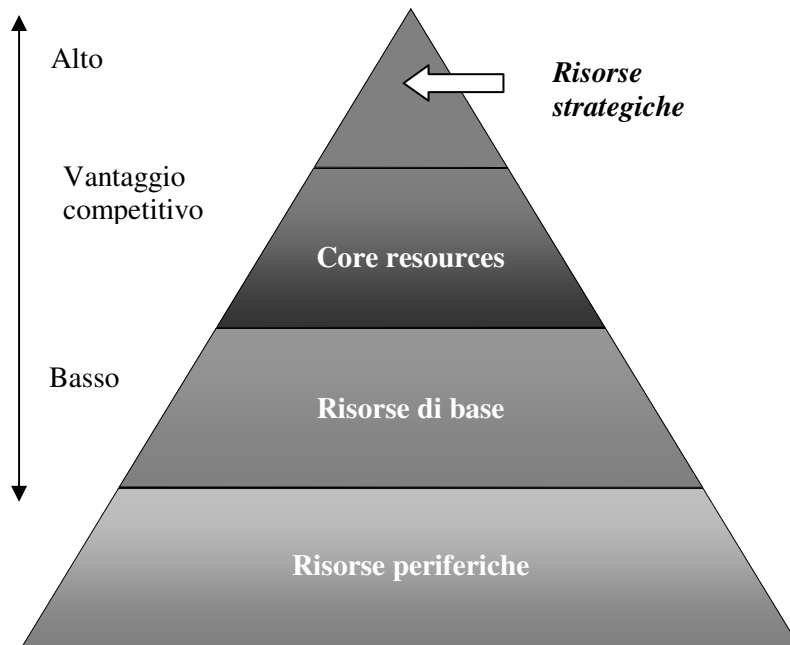 Alto
Risorse
strategiche
Vantaggio
competitivo
Core resources
Basso
Risorse di base
Risorse periferiche